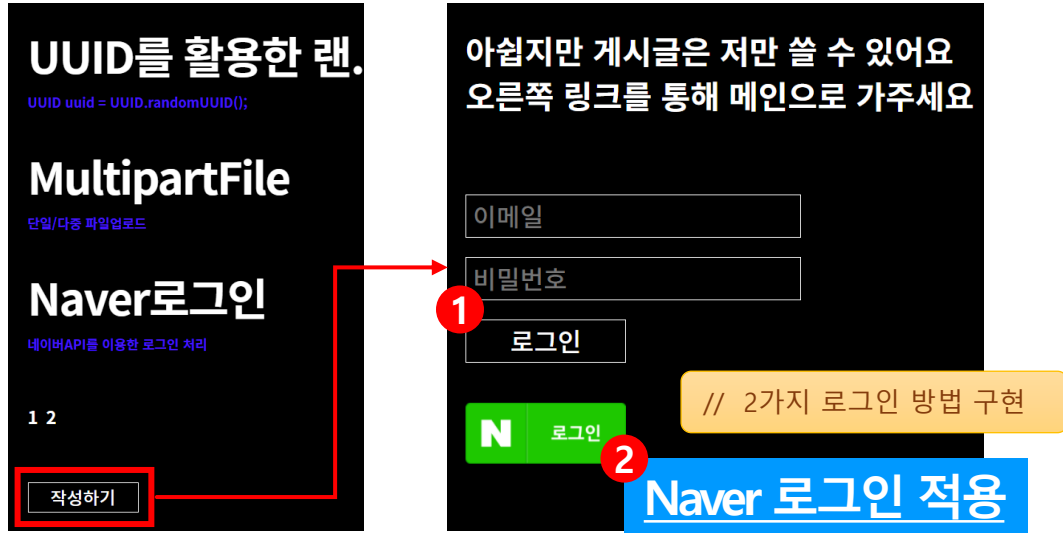 UUID를 활용한 랜.
UUID uuid = UUID.randomUUID();
MultipartFile
단일/다중 파일업로드
Naver로그인
네이버API를 이용한 로그인 처리
1 2
작성하기
아쉽지만 게시글은 저만 쓸 수 있어요
오른쪽 링크를 통해 메인으로 가주세요
이메일
비밀번호
1
로그인
// 2가지 로그인 방법 구현
N 로그인
2
Naver 로그인 적용